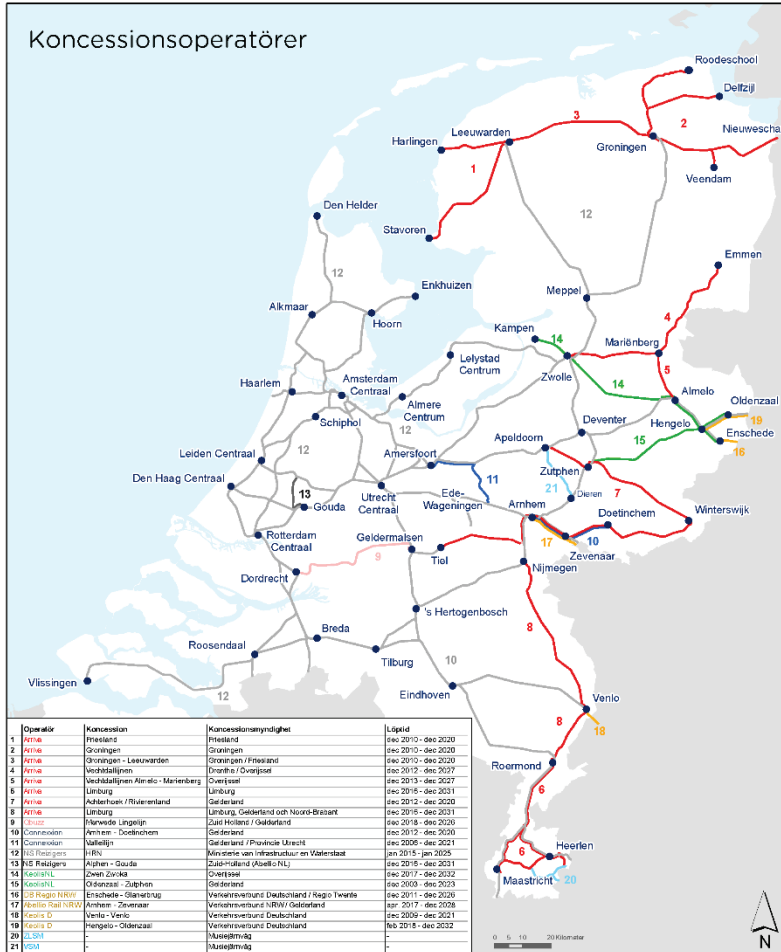 Koncessionsoperatörer
Roodeschool
Delfzijl
3
2
Leeuwarden
Nieuwescha
Harlingen
Groningen
1
Veendam
Den Helder
12
Stavoren
Emmen
12
Enkhuizen
Meppel
Alkmaar
Hoorn
Kampen
4
14
Mariënberg
Lelystad
Centrum
Zwolle
5
Haarlem
Amsterdam
Centraal
14
Almelo
Almere
Centrum
Oldenzaal
Schiphol
Deventer
Hengelo
19
12
Enschede
Apeldoorn
15
16
Leiden Centraal
12
Amersfoort
Zutphen
Den Haag Centraal
11
21
7
13
Utrecht
Centraal
Ede-
Wageningen
Dieren
Gouda
Arnhem
Doetinchem
Winterswijk
Rotterdam
Centraal
Geldermalsen
17
10
Zevenaar
9
Tiel
Dordrecht
Nijmegen
's Hertogenbosch
8
Breda
Roosendaal
Tilburg
10
Vlissingen
12
Eindhoven
Venlo
18
8
Roermond
6
6
Heerlen
20
Maastricht
0 5 10 20 Kilometer
N
Operatör Koncession Koncessionsmyndighet Löptid
1 Arriva Friesland Friesland dec 2010 - dec 2020
2 Arriva Groningen Groningen dec 2010 - dec 2020
3 Arriva Groningen - Leeuwarden Groningen / Friesland dec 2010 - dec 2020
4 Arriva Vechtdallijnen Drenthe / Överijssel dec 2012 - dec 2027
5 Arriva Vechtdallijnen Almelo - Marienberg Överijssel dec 2013 - dec 2027
6 Arriva Limburg Limburg dec 2016 - dec 2031
7 Arriva Achterhoek / Rivierenland Gelderland dec 2012 - dec 2020
8 Arriva Limburg Limburg, Gelderland och Noord-Brabant dec 2016 - dec 2031
9 Qbuzz Merwede Lingelijn Zuid Holland / Gelderland dec 2018 - dec 2026
10 Connexxion Arnhem - Doetinchem Gelderland dec 2012 - dec 2020
11 Connexxion Valleilijn Gelderland / Provincie Utrecht dec 2006 - dec 2021
12 NS Reizigers HRN Ministerie van Infrastructuur en Waterstaat jan 2015 - jan 2025
13 NS Reizigers Alphen - Gouda Zuid-Holland (Abellio NL) dec 2016 - dec 2031
14 KeolisNL Zwen Zwoka Overijssel dec 2017 - dec 2032
15 KeolisNL Oldenzaal - Zutphen Gelderland dec 2003 - dec 2023
16 DB Regio NRW Enschede - Glanerbrug Verkehrsverbund Deutschland / Regio Twente dec 2011 - dec 2026
17 Abellio Rail NRW Arnhem - Zevenaar Verkehrsverbund NRW / Gelderland apr. 2017 - dec 2028
18 Keolis D Venlo - Venlo Verkehrsverbund Deutschland dec 2009 - dec 2021
19 Keolis D Hengelo - Oldenzaal Verkehrsverbund Deutschland feb 2018 - dec 2032
20 ZLSM - Musiejärnväg -
21 VSM - Musiejärnväg -